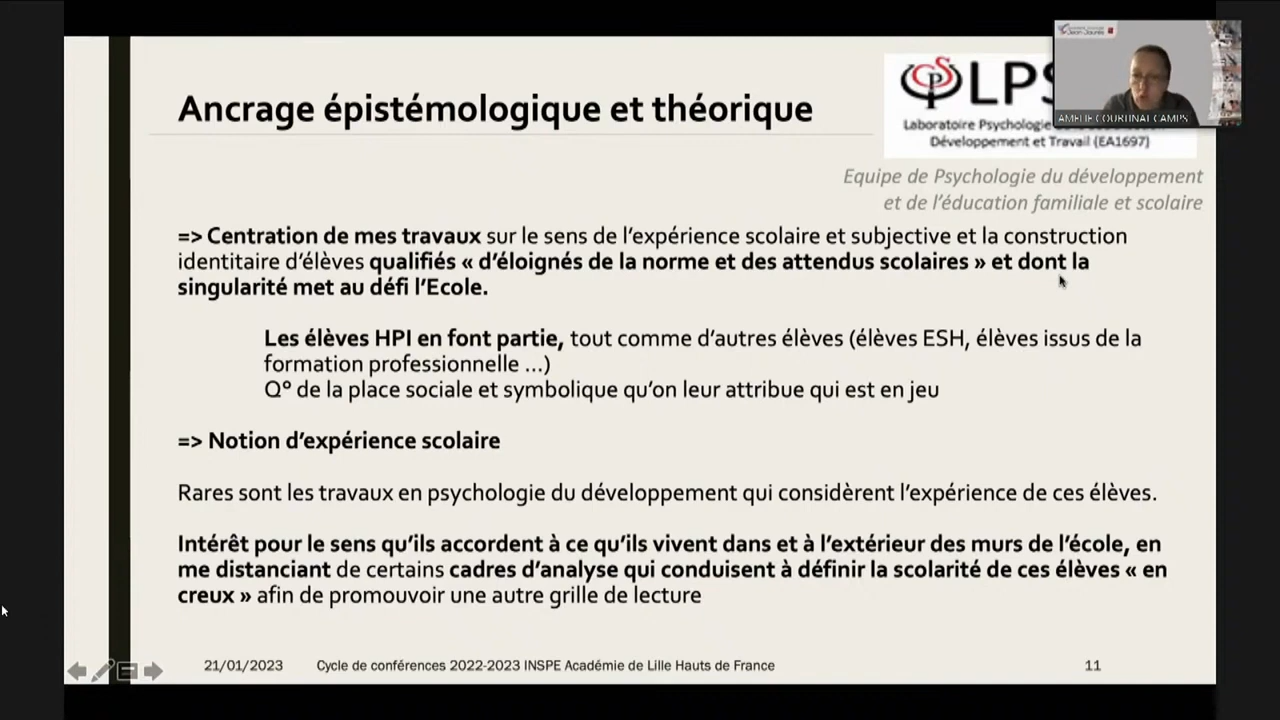 Ancrage épistémologique et théorique
LPS
Laboratoire Psychologie
Développement et Travail (EA1697)
Jean Jaurès
AMELIE COURTINAT-CAMPS
Equipe de Psychologie du développement
et de l'éducation familiale et scolaire
=> Centration de mes travaux sur le sens de l'expérience scolaire et subjective et la construction
identitaire d'élèves qualifiés « d'éloignés de la norme et des attendus scolaires » et dont la
singularité met au défi l'Ecole.
Les élèves HPI en font partie, tout comme d'autres élèves (élèves ESH, élèves issus de la
formation professionnelle ...)
Q° de la place sociale et symbolique qu'on leur attribue qui est en jeu
=> Notion d'expérience scolaire
Rares sont les travaux en psychologie du développement qui considèrent l'expérience de ces élèves.
Intérêt pour le sens qu'ils accordent à ce qu'ils vivent dans et à l'extérieur des murs de l'école, en
me distanciant de certains cadres d'analyse qui conduisent à définir la scolarité de ces élèves « en
creux » afin de promouvoir une autre grille de lecture
21/01/2023 Cycle de conférences 2022-2023 INSPE Académie de Lille Hauts de France 11